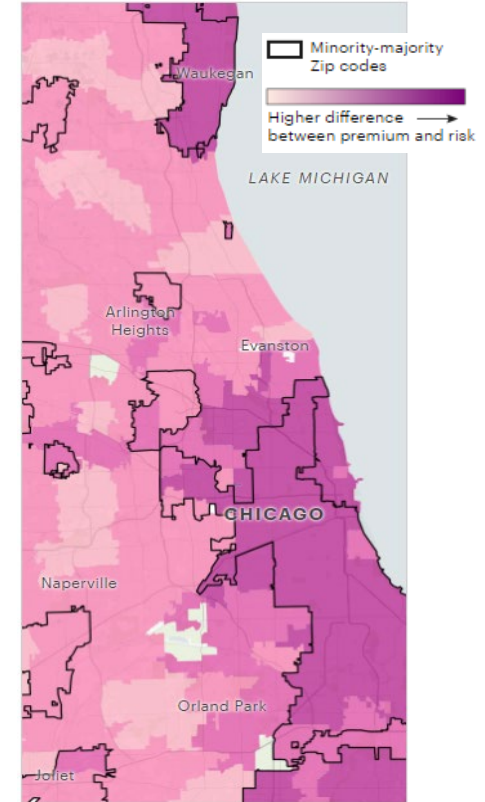 Minority-majority
Zip codes
Higher difference
between premium and risk
Waukegan
LAKE MICHIGAN
Arlington
Heights
Evanston
CHICAGO
Naperville
Orland Park
Joliet